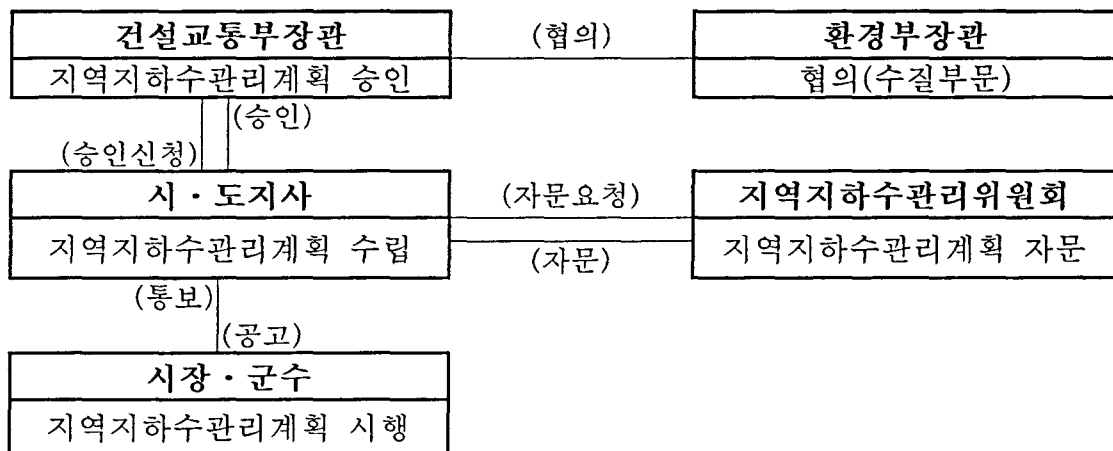 건설교통부장관 (협의) 환경부장관
지역지하수관리계획 승인 협의(수질부문)
(승인)
(승인신청)
시·도지사 (자문요청) 지역지하수관리위원회
지역지하수관리계획 수립 (자문) 지역지하수관리계획 자문
(통보)
(공고)
시장·군수
지역지하수관리계획 시행